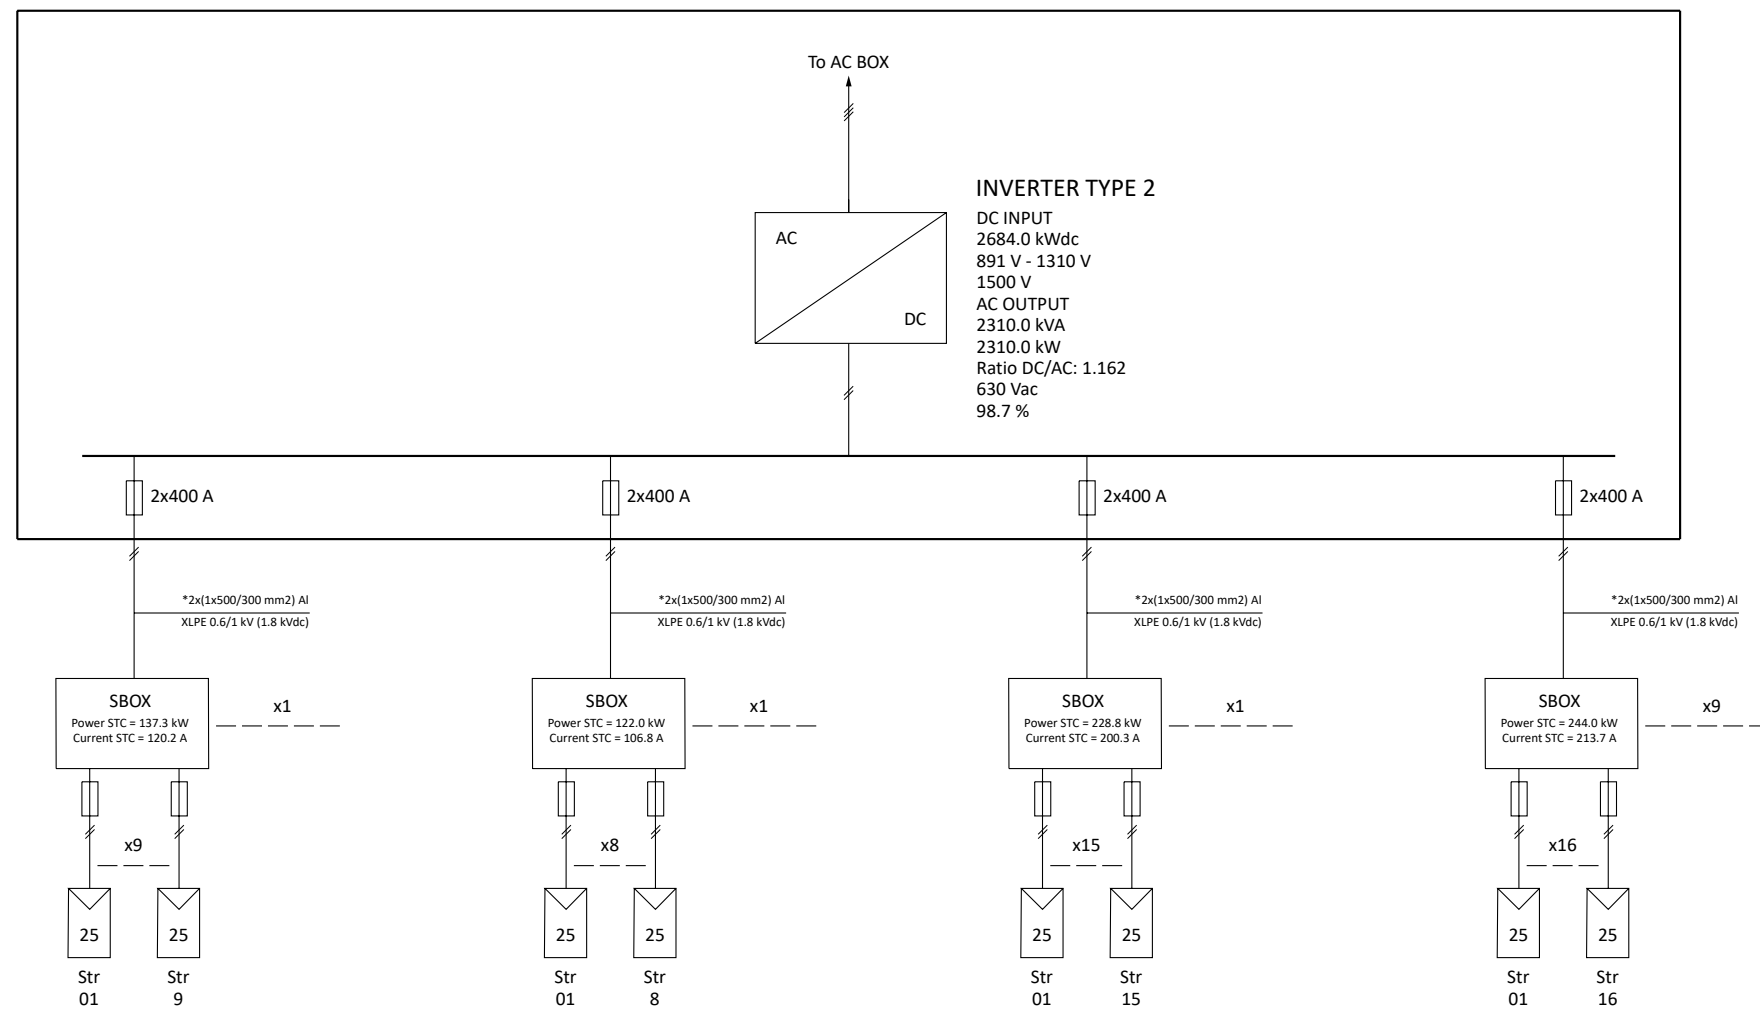 To AC BOX
INVERTER TYPE 2
DC INPUT
2684.0 kWdc
891 V - 1310 V
1500 V
AC OUTPUT
2310.0 kVA
2310.0 kW
Ratio DC/AC: 1.162
630 Vac
98.7 %
AC
DC
2x400 A
2x400 A
2x400 A
2x400 A
*2x(1x500/300 mm2) Al
XLPE 0.6/1 kV (1.8 kVdc)
*2x(1x500/300 mm2) Al
XLPE 0.6/1 kV (1.8 kVdc)
*2x(1x500/300 mm2) Al
XLPE 0.6/1 kV (1.8 kVdc)
*2x(1x500/300 mm2) Al
XLPE 0.6/1 kV (1.8 kVdc)
SBOX
Power STC = 137.3 kW
Current STC = 120.2 A
x1
SBOX
Power STC = 122.0 kW
Current STC = 106.8 A
x1
SBOX
Power STC = 228.8 kW
Current STC = 200.3 A
x1
SBOX
Power STC = 244.0 kW
Current STC = 213.7 A
x9
x9
x8
x15
x16
25
25
25
25
25
25
25
25
Str
01
Str
9
Str
01
Str
8
Str
01
Str
15
Str
01
Str
16